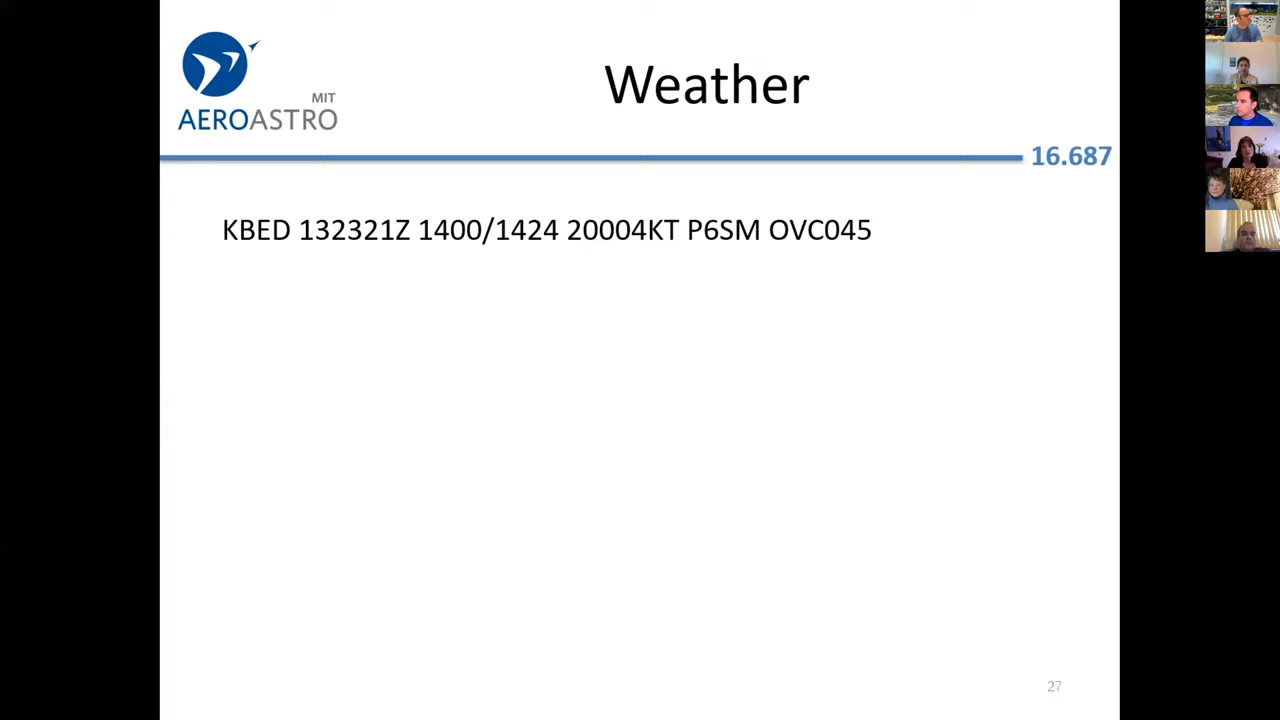 MIT
AEROASTRO
Weather
16.687
KBED 132321Z 1400/1424 20004KT P6SM OVC045
27